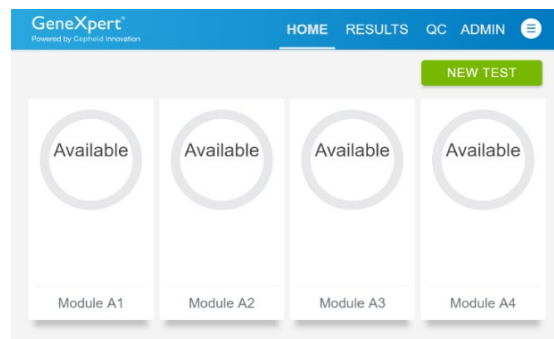 GeneXpert®
Powered by Cepheid Innovation
HOME RESULTS QC ADMIN
NEW TEST
Available Available Available Available
Module A1 Module A2 Module A3 Module A4